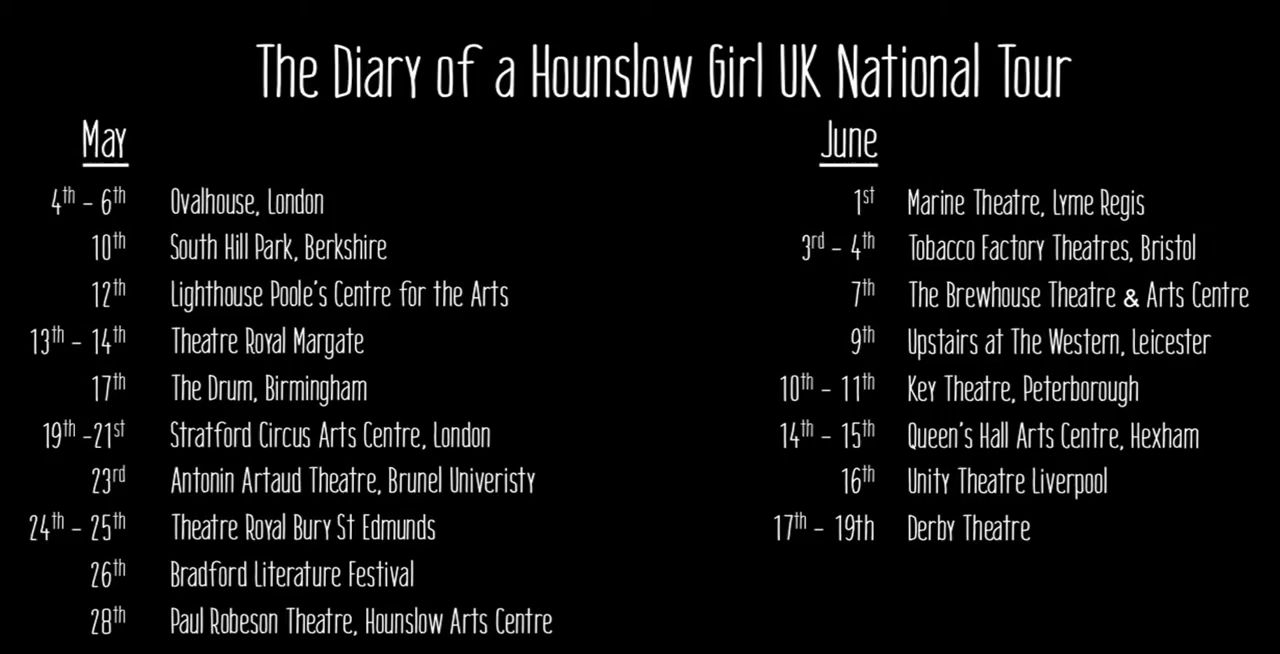 The Diary of a Hounslow Girl UK National Tour
May
4th - 6th Ovalhouse, London
10th South Hill Park, Berkshire
12th Lighthouse Poole's Centre for the Arts
13th - 14th Theatre Royal Margate
17th The Drum, Birmingham
19th -21st Stratford Circus Arts Centre, London
23rd Antonin Artaud Theatre, Brunel Univeristy
24th - 25th Theatre Royal Bury St Edmunds
26th Bradford Literature Festival
28th Paul Robeson Theatre, Hounslow Arts Centre
June
1st Marine Theatre, Lyme Regis
3rd - 4th Tobacco Factory Theatres, Bristol
7th The Brewhouse Theatre & Arts Centre
9th Upstairs at The Western, Leicester
10th - 11th Key Theatre, Peterborough
14th - 15th Queen's Hall Arts Centre, Hexham
16th Unity Theatre Liverpool
17th - 19th Derby Theatre